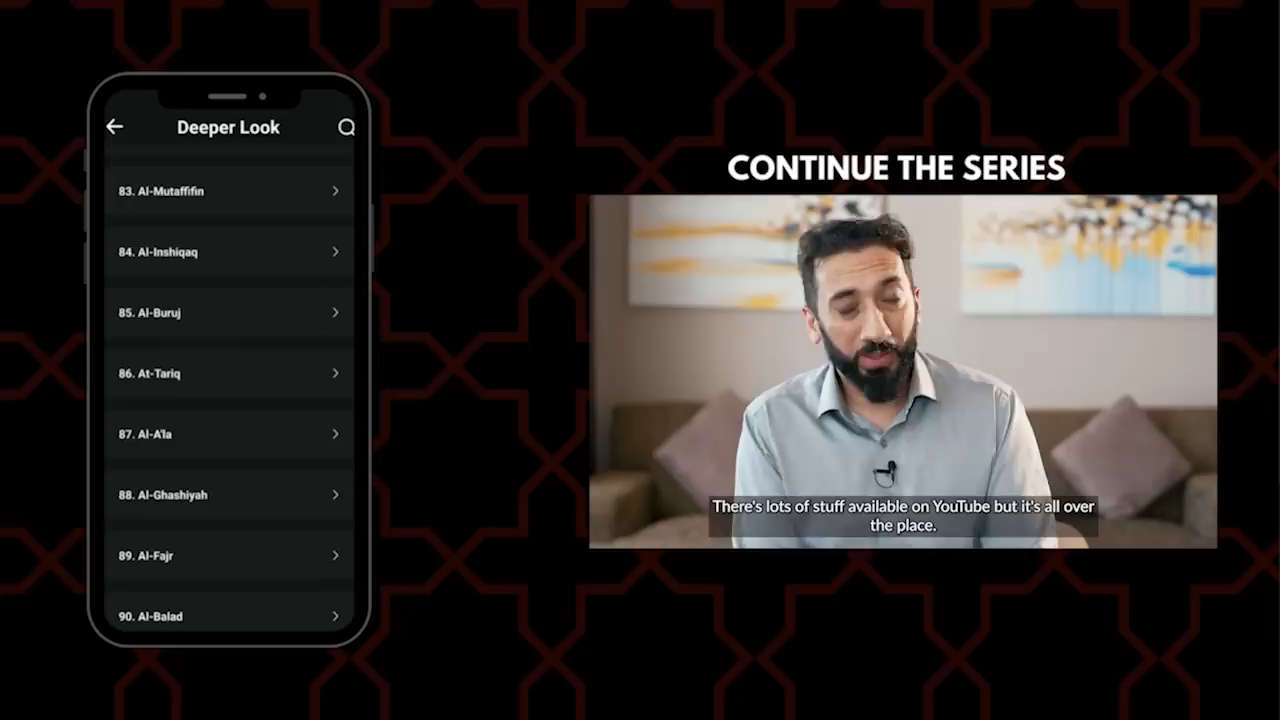 Deeper Look
83. Al-Mutaffifin
84. Al-Inshiqaq
85. Al-Buruj
86. At-Tariq
87. Al-A'la
88. Al-Ghashiyah
89. Al-Fajr
90. Al-Balad
CONTINUE THE SERIES
There's lots of stuff available on YouTube but it's all over
the place.